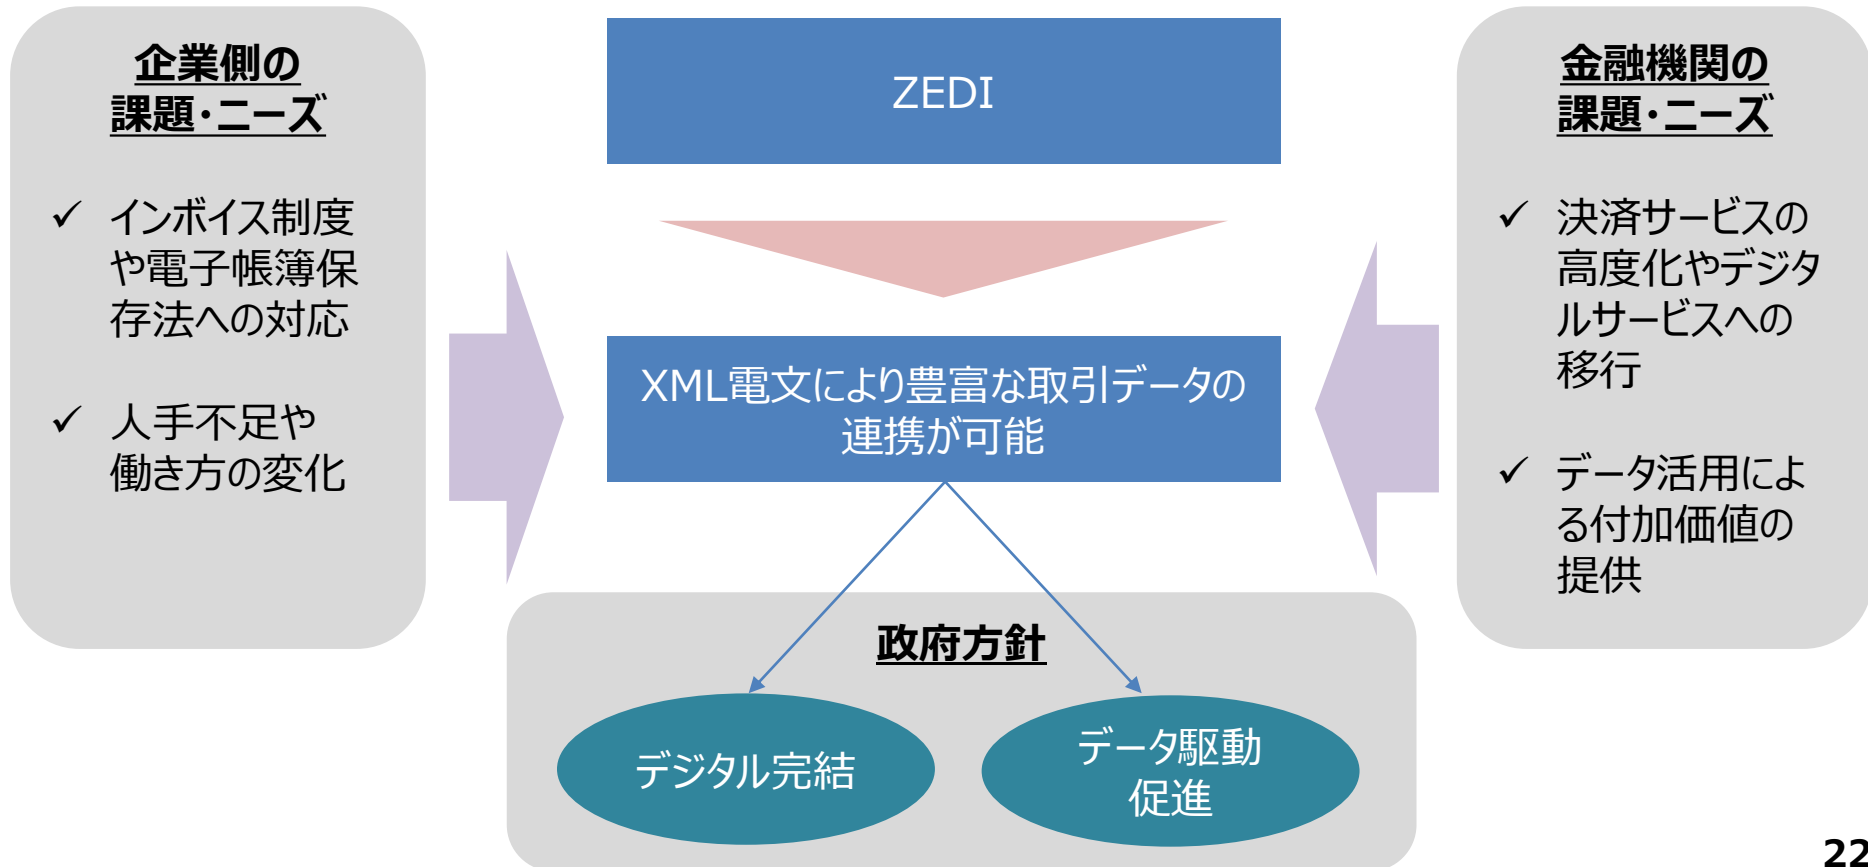 企業側の
課題・ニーズ
✓ インボイス制度
や電子帳簿保
存法への対応
✓ 人手不足や
働き方の変化
ZEDI
XML電文により豊富な取引データの
連携が可能
政府方針
デジタル完結
データ駆動
促進
金融機関の
課題・ニーズ
✓ 決済サービスの
高度化やデジタ
ルサービスへの
移行
✓ データ活用によ
る付加価値の
提供
22